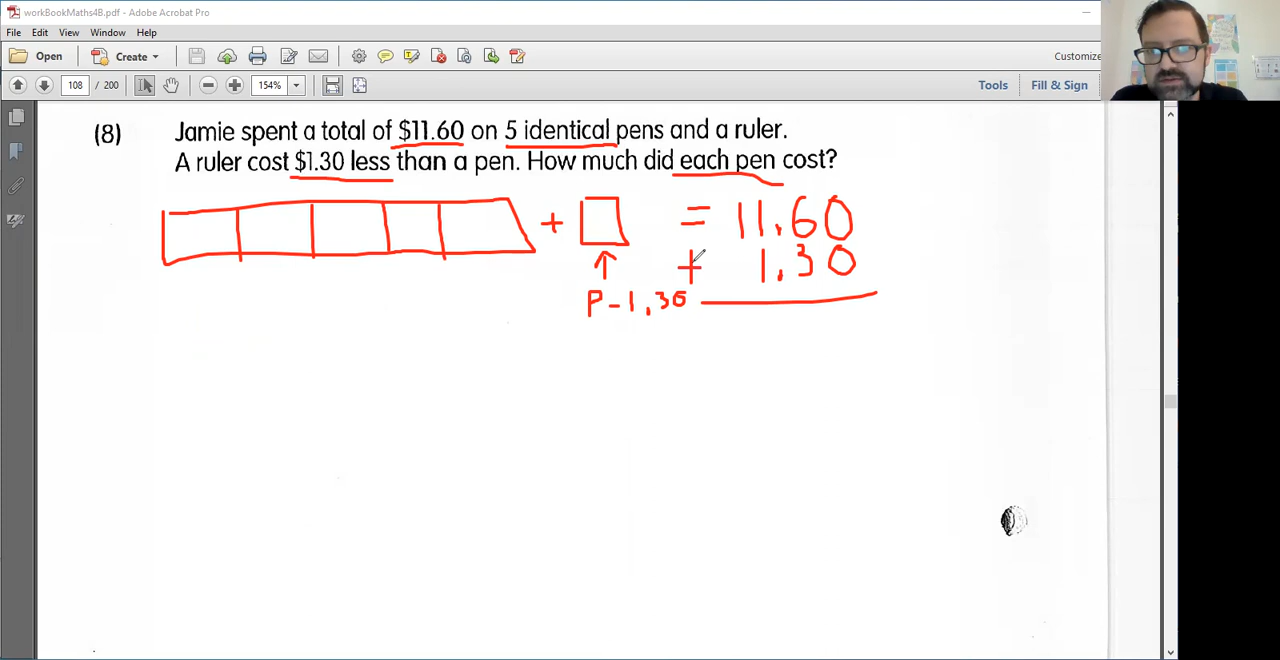 workBookMaths4B.pdf - Adobe Acrobat Pro
File Edit View Window Help
Open Create Customize
108 / 200 154% Tools Fill & Sign
(8) Jamie spent a total of $11.60 on 5 identical pens and a ruler.
A ruler cost $1.30 less than a pen. How much did each pen cost?
+ = 11.60
+ 1.30
P - 1.30